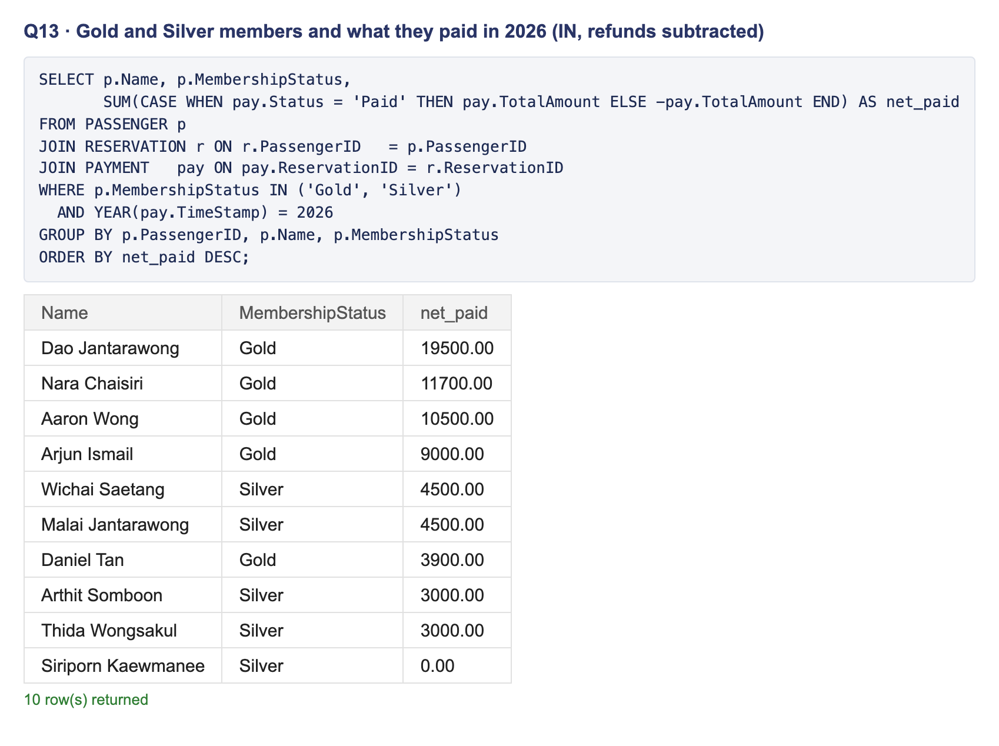 Q13 · Gold and Silver members and what they paid in 2026 (IN, refunds subtracted)
SELECT p.Name, p.MembershipStatus,
       SUM(CASE WHEN pay.Status = 'Paid' THEN pay.TotalAmount ELSE -pay.TotalAmount END) AS net_paid
FROM PASSENGER p
JOIN RESERVATION r ON r.PassengerID   = p.PassengerID
JOIN PAYMENT   pay ON pay.ReservationID = r.ReservationID
WHERE p.MembershipStatus IN ('Gold', 'Silver')
  AND YEAR(pay.TimeStamp) = 2026
GROUP BY p.PassengerID, p.Name, p.MembershipStatus
ORDER BY net_paid DESC;
Name MembershipStatus net_paid
Dao Jantarawong Gold 19500.00
Nara Chaisiri Gold 11700.00
Aaron Wong Gold 10500.00
Arjun Ismail Gold 9000.00
Wichai Saetang Silver 4500.00
Malai Jantarawong Silver 4500.00
Daniel Tan Gold 3900.00
Arthit Somboon Silver 3000.00
Thida Wongsakul Silver 3000.00
Siriporn Kaewmanee Silver 0.00
10 row(s) returned